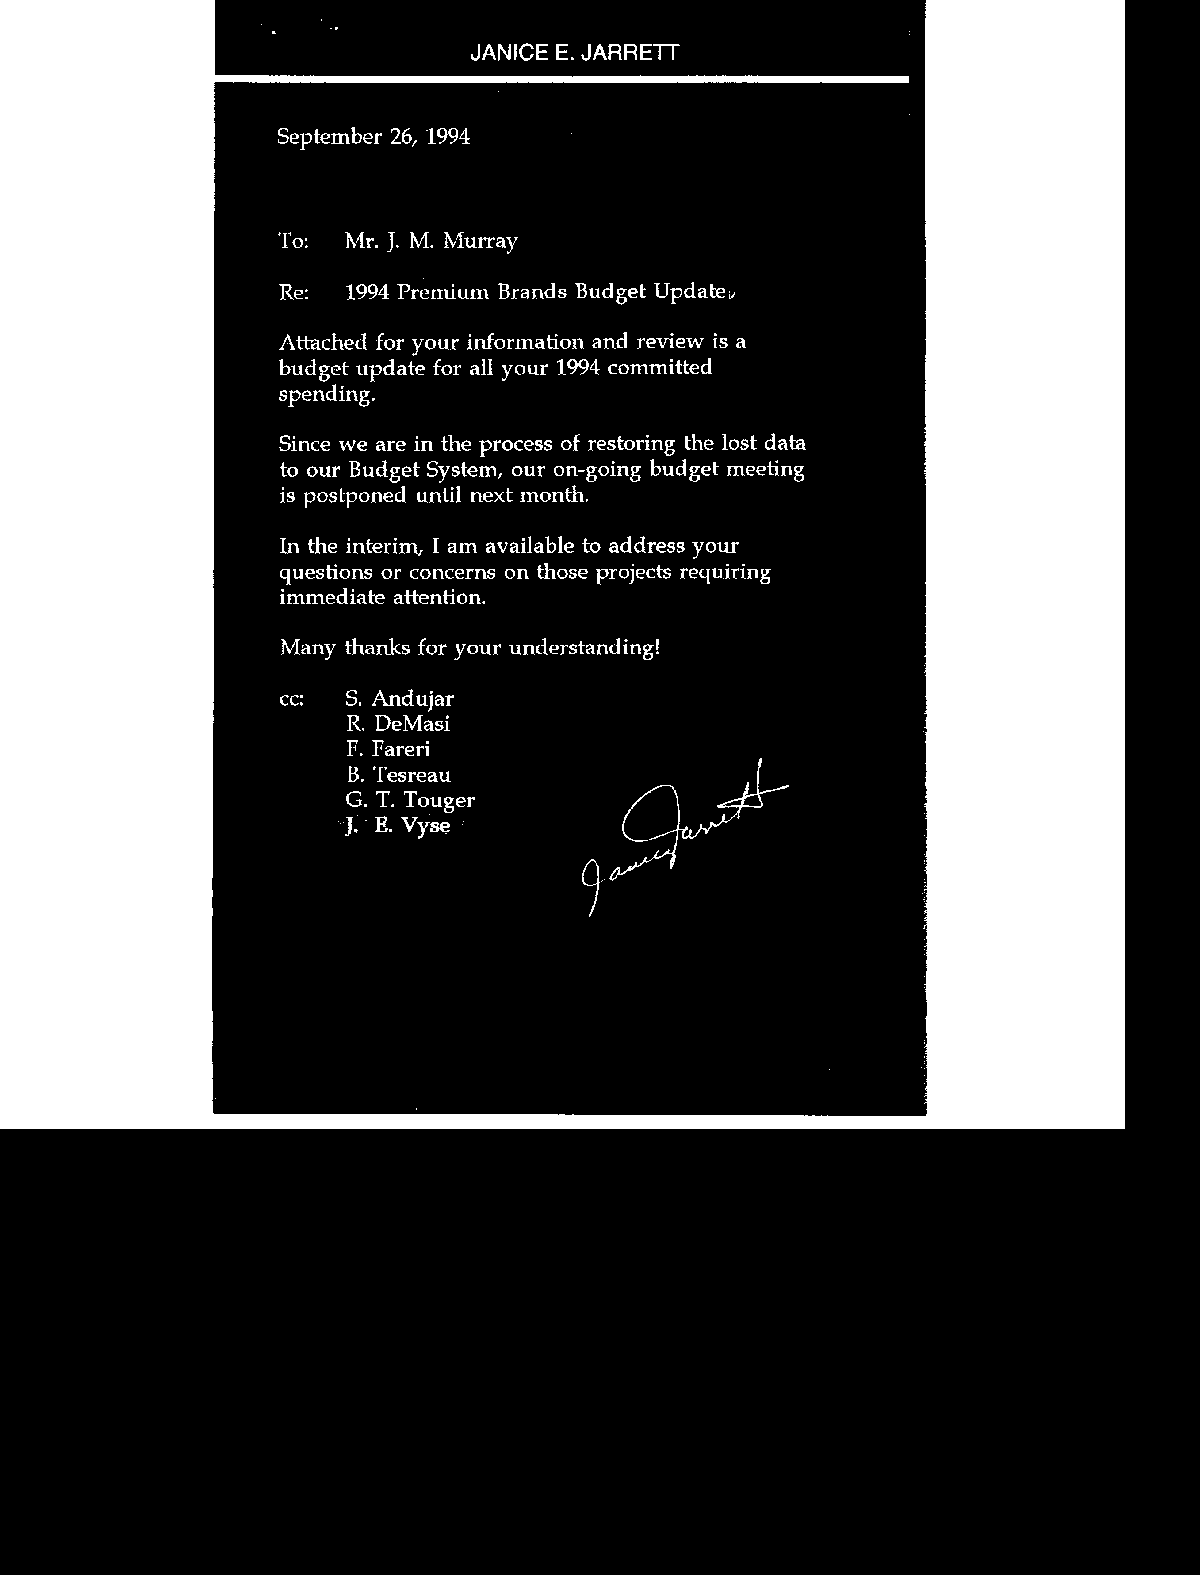 JANICE E. JARRETT
September 26, 1994
To: Mr. J. M. Murray
Re: 1994 Premium Brands Budget Update
Attached for your information and review is a
budget update for all your 1994 committed
spending.
Since we are in the process of restoring the lost data
to our Budget System, our on-going budget meeting
is postponed until next month.
In the interim, I am available to address your
questions or concerns on those projects requiring
immediate attention.
Many thanks for your understanding!
cc: S. Andujar
R. DeMasi
F. Fareri
B. Tesreau
G. T. Touger
J. E. Vyse
Janice Jarrett